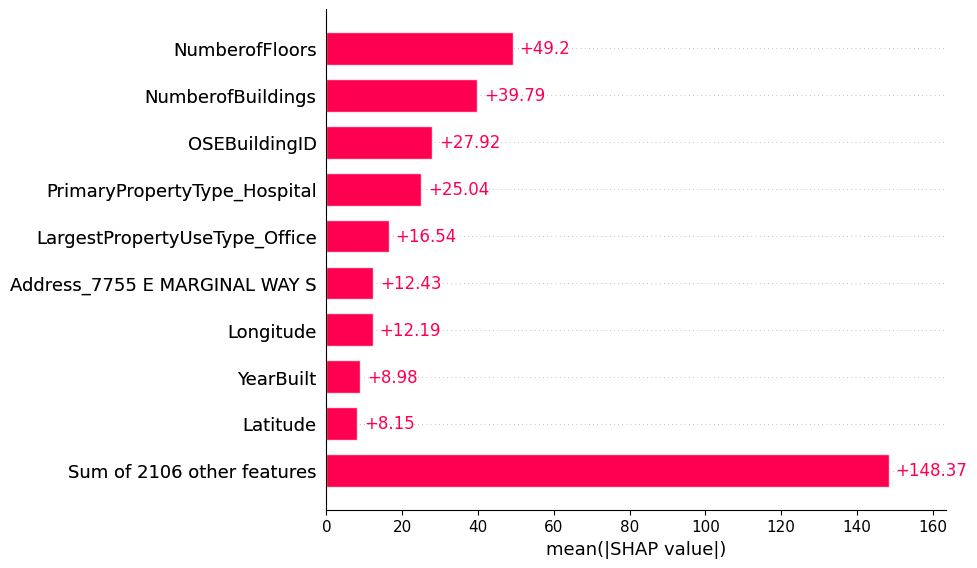 NumberofFloors +49.2
NumberofBuildings +39.79
OSEBuildingID +27.92
PrimaryPropertyType_Hospital +25.04
LargestPropertyUseType_Office +16.54
Address_7755 E MARGINAL WAY S +12.43
Longitude +12.19
YearBuilt +8.98
Latitude +8.15
Sum of 2106 other features +148.37
0 20 40 60 80 100 120 140 160
mean(|SHAP value|)